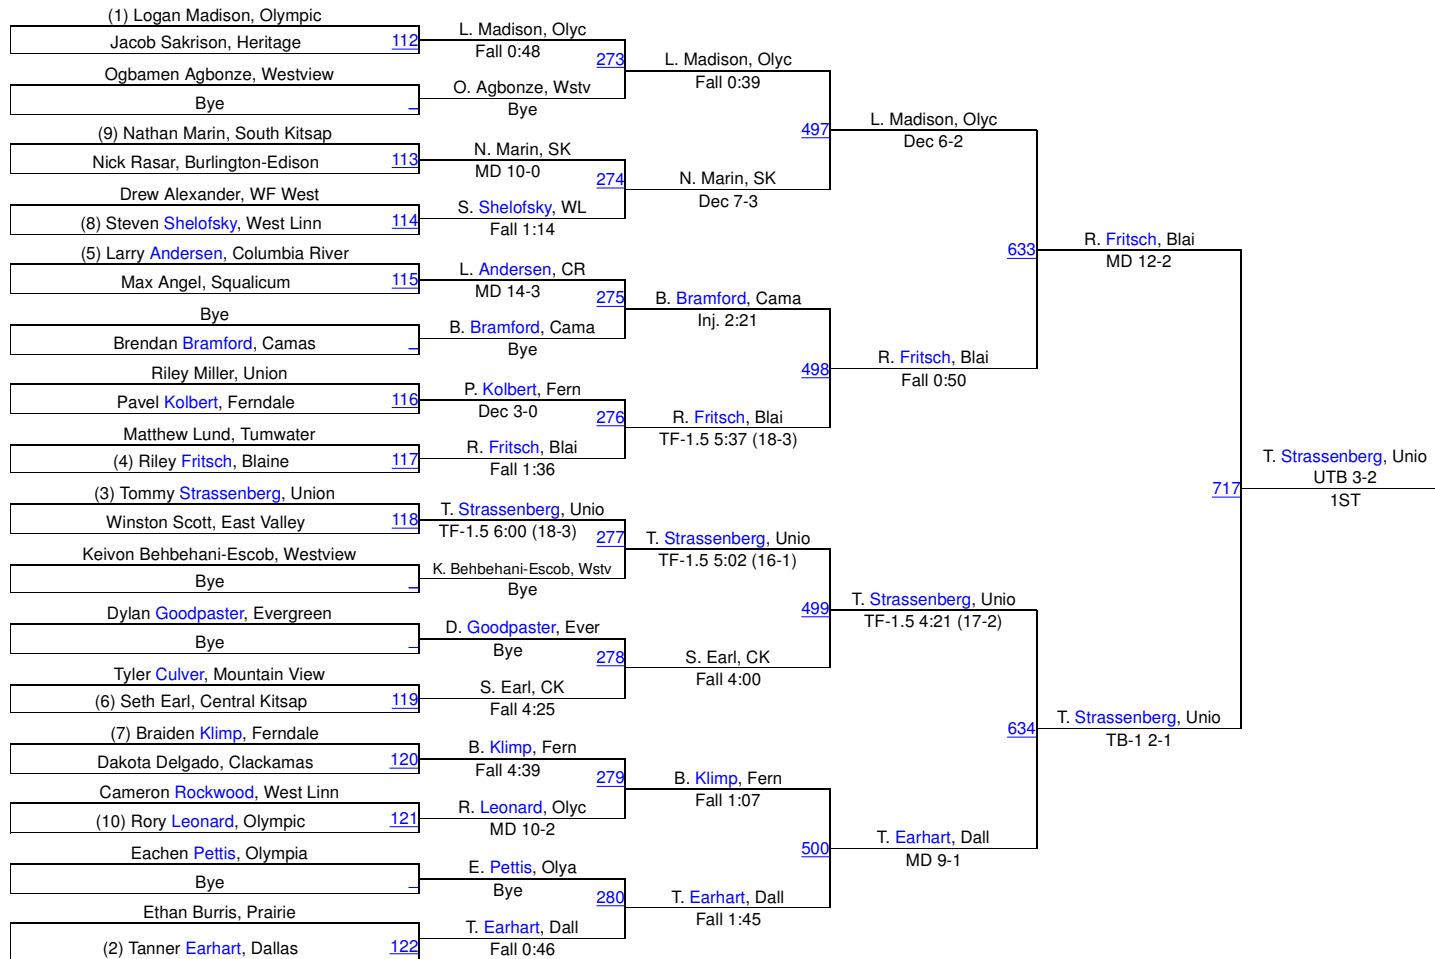 (1) Logan Madison, Olympic
Jacob Sakrison, Heritage
112
Ogbamen Agbonze, Westview
Bye
(9) Nathan Marin, South Kitsap
Nick Rasar, Burlington-Edison
113
Drew Alexander, WF West
(8) Steven Shelofsky, West Linn
114
(5) Larry Andersen, Columbia River
Max Angel, Squalicum
115
Bye
Brendan Bramford, Camas
Riley Miller, Union
Pavel Kolbert, Ferndale
116
Matthew Lund, Tumwater
(4) Riley Fritsch, Blaine
117
(3) Tommy Strassenberg, Union
Winston Scott, East Valley
118
Keivon Behbehani-Escob, Westview
Bye
Dylan Goodpaster, Evergreen
Bye
Tyler Culver, Mountain View
(6) Seth Earl, Central Kitsap
119
(7) Braiden Klimp, Ferndale
Dakota Delgado, Clackamas
120
Cameron Rockwood, West Linn
(10) Rory Leonard, Olympic
121
Eachen Pettis, Olympia
Bye
Ethan Burris, Prairie
(2) Tanner Earhart, Dallas
122
L. Madison, Olyc
Fall 0:48
273
O. Agbonze, Wstv
Bye
N. Marin, SK
MD 10-0
274
S. Shelofsky, WL
Fall 1:14
L. Andersen, CR
MD 14-3
275
B. Bramford, Cama
Bye
P. Kolbert, Fern
Dec 3-0
276
R. Fritsch, Blai
Fall 1:36
T. Strassenberg, Unio
TF-1.5 6:00 (18-3)
277
K. Behbehani-Escob, Wstv
Bye
D. Goodpaster, Ever
Bye
278
S. Earl, CK
Fall 4:25
B. Klimp, Fern
Fall 4:39
279
R. Leonard, Olyc
MD 10-2
E. Pettis, Olya
Bye
280
T. Earhart, Dall
Fall 0:46
L. Madison, Olyc
Fall 0:39
497
N. Marin, SK
Dec 7-3
B. Bramford, Cama
Inj. 2:21
498
R. Fritsch, Blai
TF-1.5 5:37 (18-3)
T. Strassenberg, Unio
TF-1.5 5:02 (16-1)
499
S. Earl, CK
Fall 4:00
B. Klimp, Fern
Fall 1:07
500
T. Earhart, Dall
Fall 1:45
L. Madison, Olyc
Dec 6-2
633
R. Fritsch, Blai
Fall 0:50
T. Strassenberg, Unio
TF-1.5 4:21 (17-2)
634
T. Earhart, Dall
MD 9-1
R. Fritsch, Blai
MD 12-2
717
T. Strassenberg, Unio
TB-1 2-1
T. Strassenberg, Unio
UTB 3-2
1ST